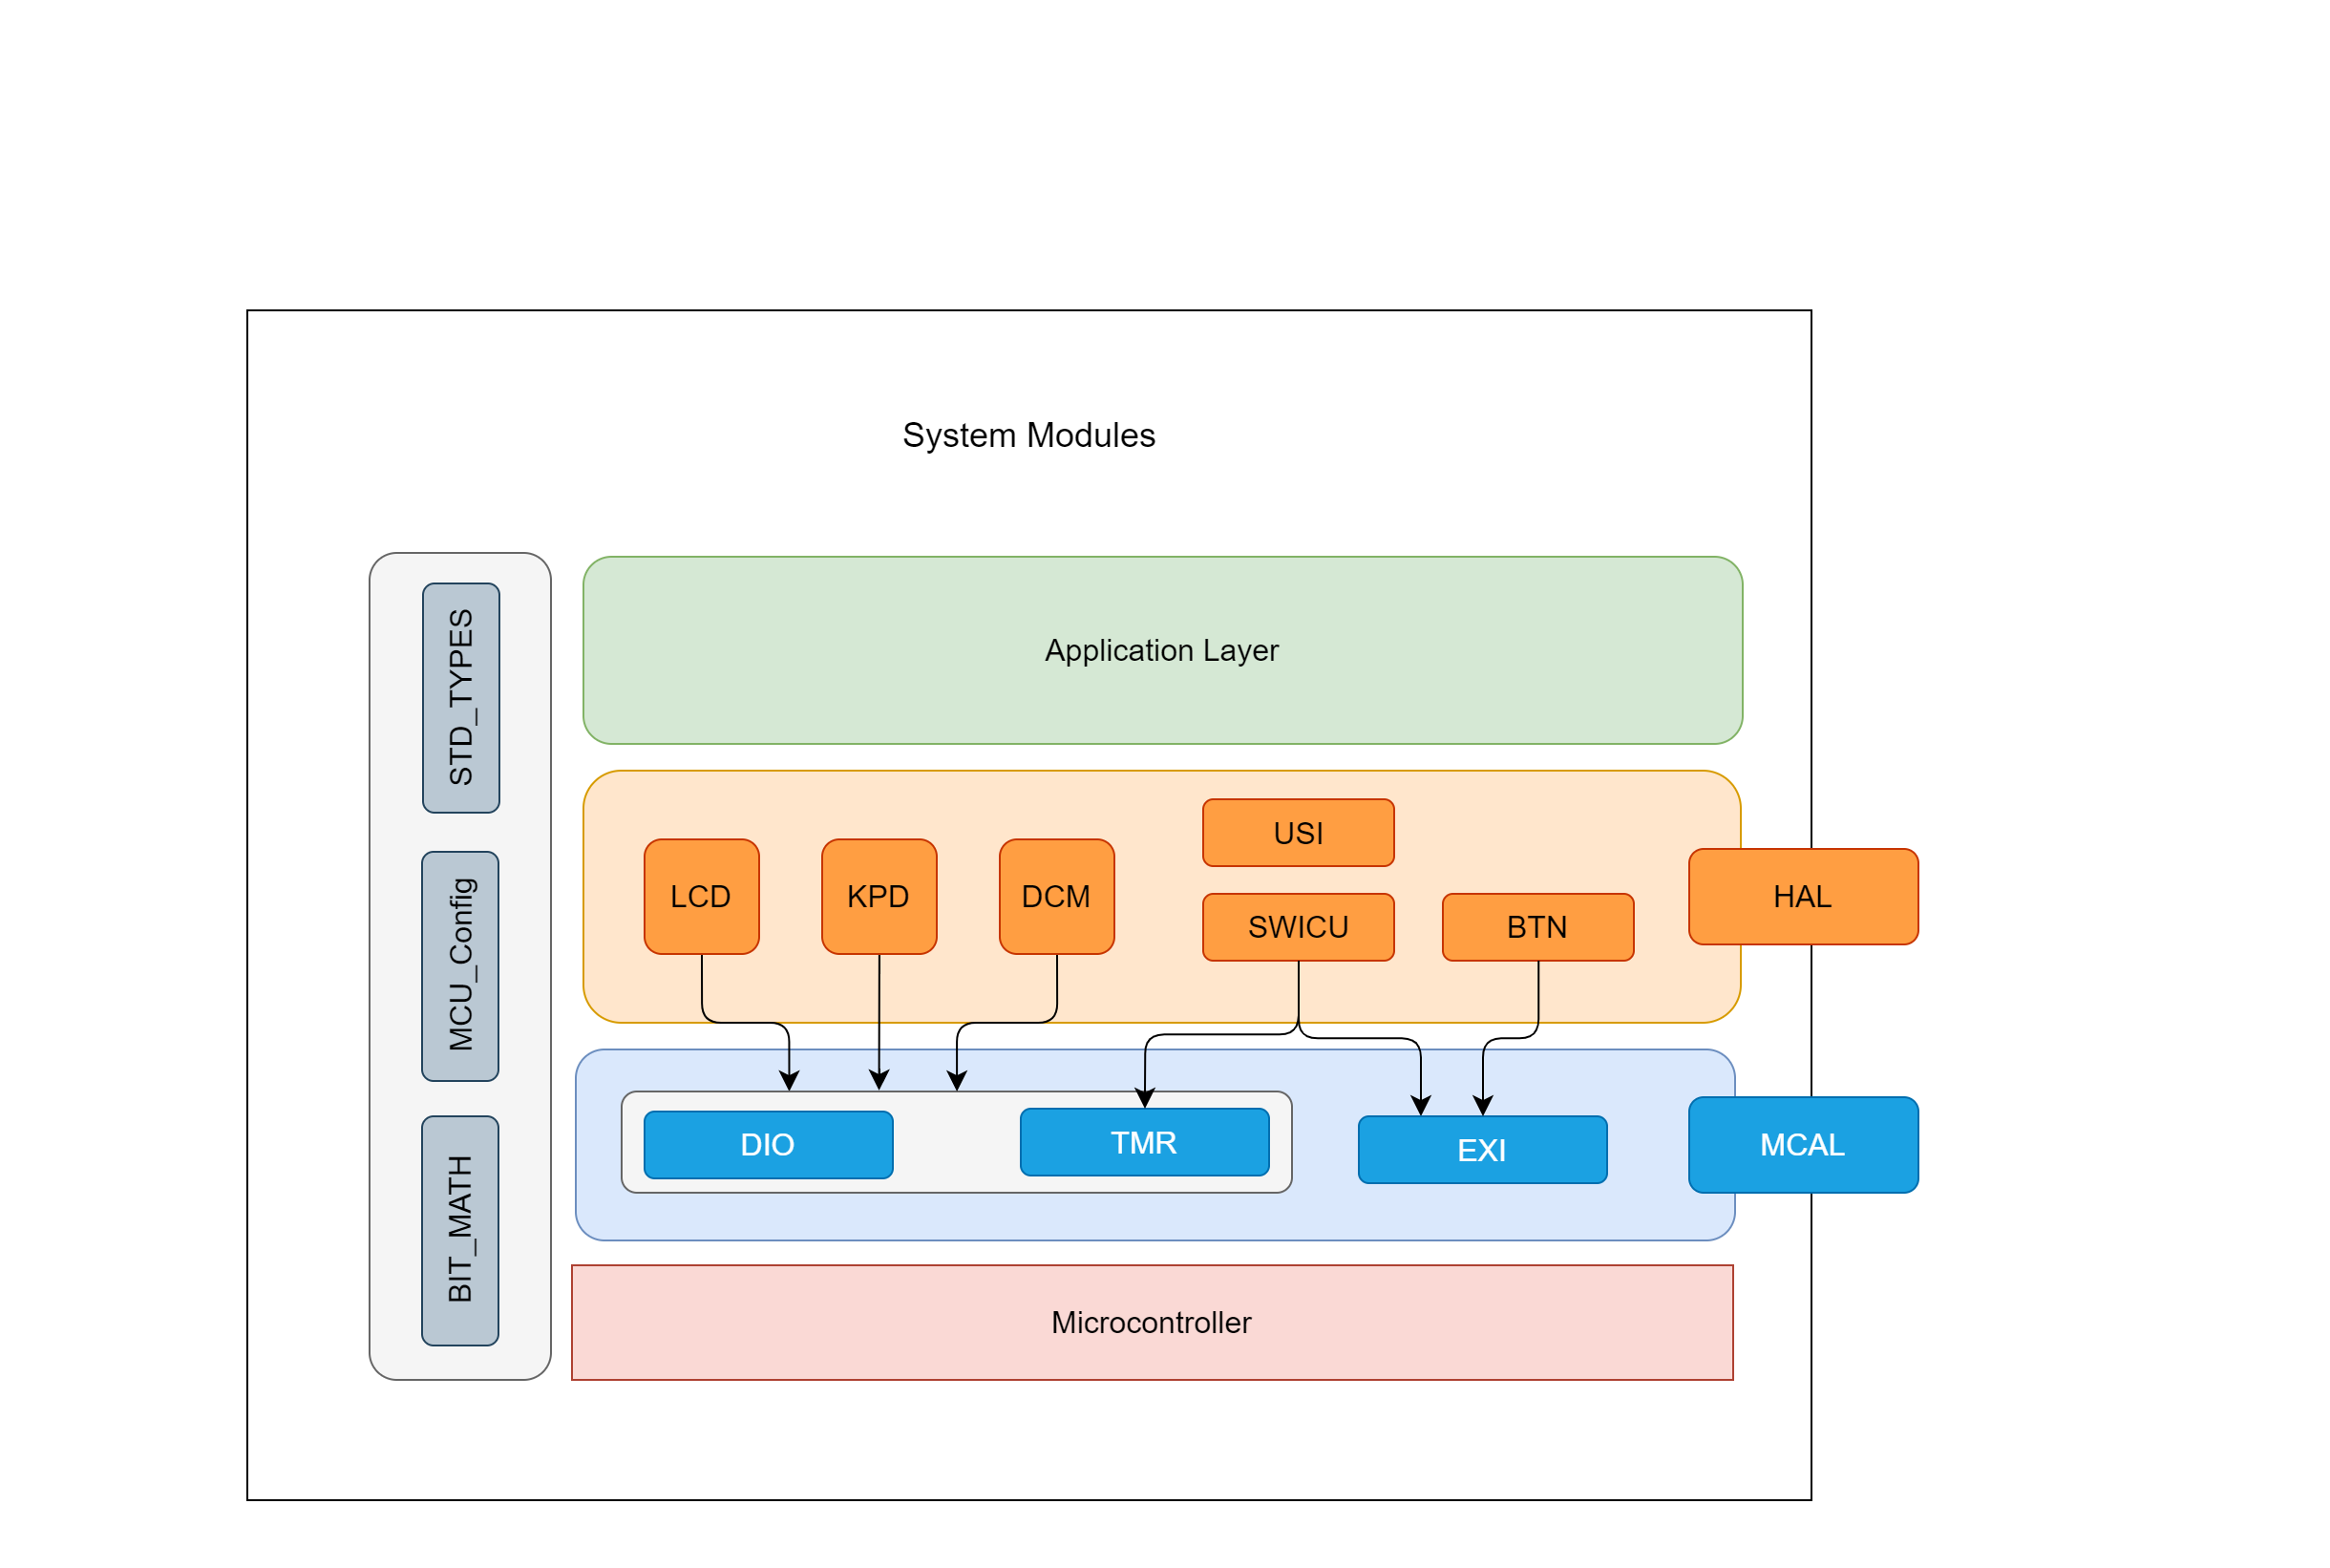 System Modules
STD_TYPES
MCU_Config
BIT_MATH
Application Layer
USI
LCD
KPD
DCM
SWICU
BTN
HAL
DIO
TMR
EXI
MCAL
Microcontroller